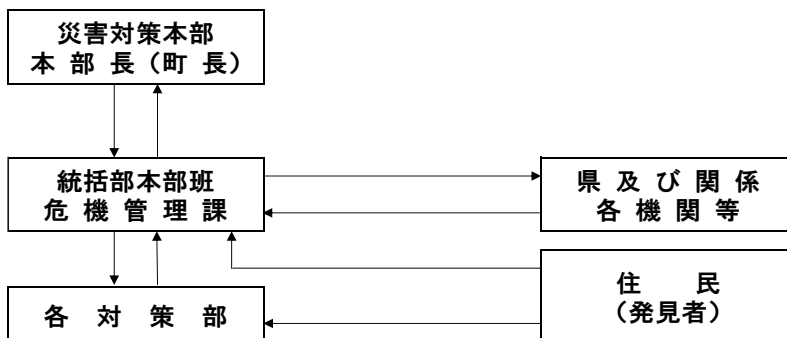 災害対策本部
本 部 長（町 長）
統括部本部班
危 機 管 理 課
県 及 び 関 係
各 機 関 等
住　　民
（発見者）
各　対　策　部